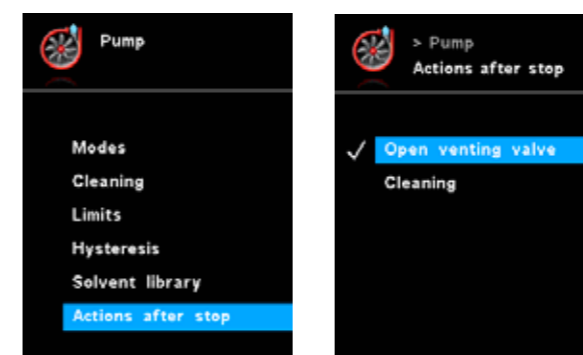 Pump
Modes
Cleaning
Limits
Hysteresis
Solvent library
Actions after stop
> Pump
Actions after stop
✓ Open venting valve
Cleaning